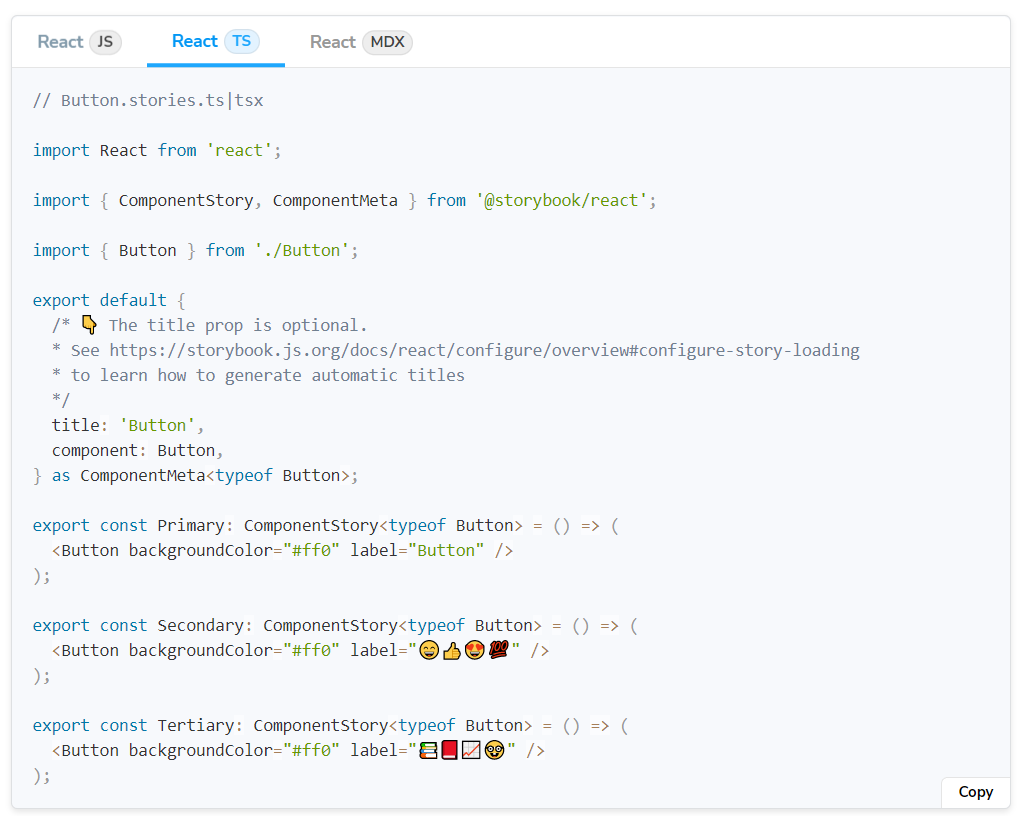 React JS React TS React MDX
// Button.stories.ts|tsx
import React from 'react';
import { ComponentStory, ComponentMeta } from '@storybook/react';
import { Button } from './Button';
export default {
  /* 👇 The title prop is optional.
  * See https://storybook.js.org/docs/react/configure/overview#configure-story-loading
  * to learn how to generate automatic titles
  */
  title: 'Button',
  component: Button,
} as ComponentMeta<typeof Button>;
export const Primary: ComponentStory<typeof Button> = () => (
  <Button backgroundColor="#ff0" label="Button" />
);
export const Secondary: ComponentStory<typeof Button> = () => (
  <Button backgroundColor="#ff0" label="😄👍😍💯" />
);
export const Tertiary: ComponentStory<typeof Button> = () => (
  <Button backgroundColor="#ff0" label="📚📕📈🤓" />
);
Copy